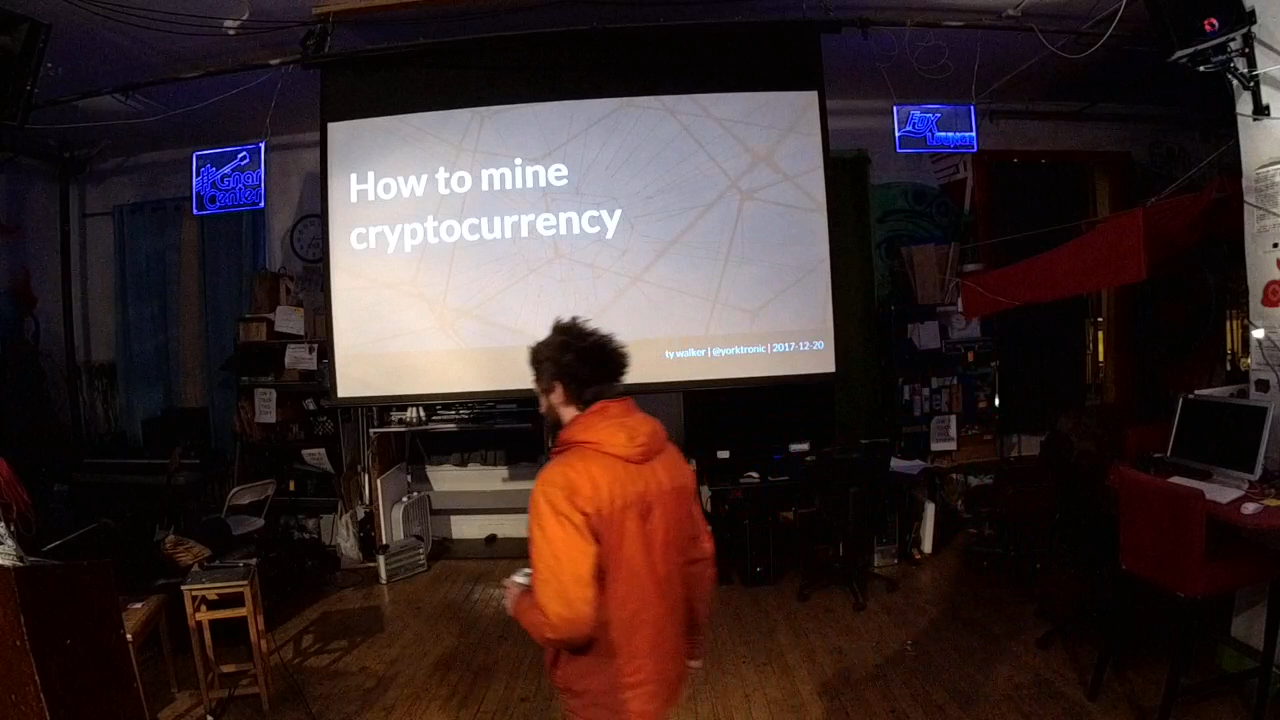 # Gnar
Center
Fox
Lounge
How to mine
cryptocurrency
ty walker | @yorktronic | 2017-12-20